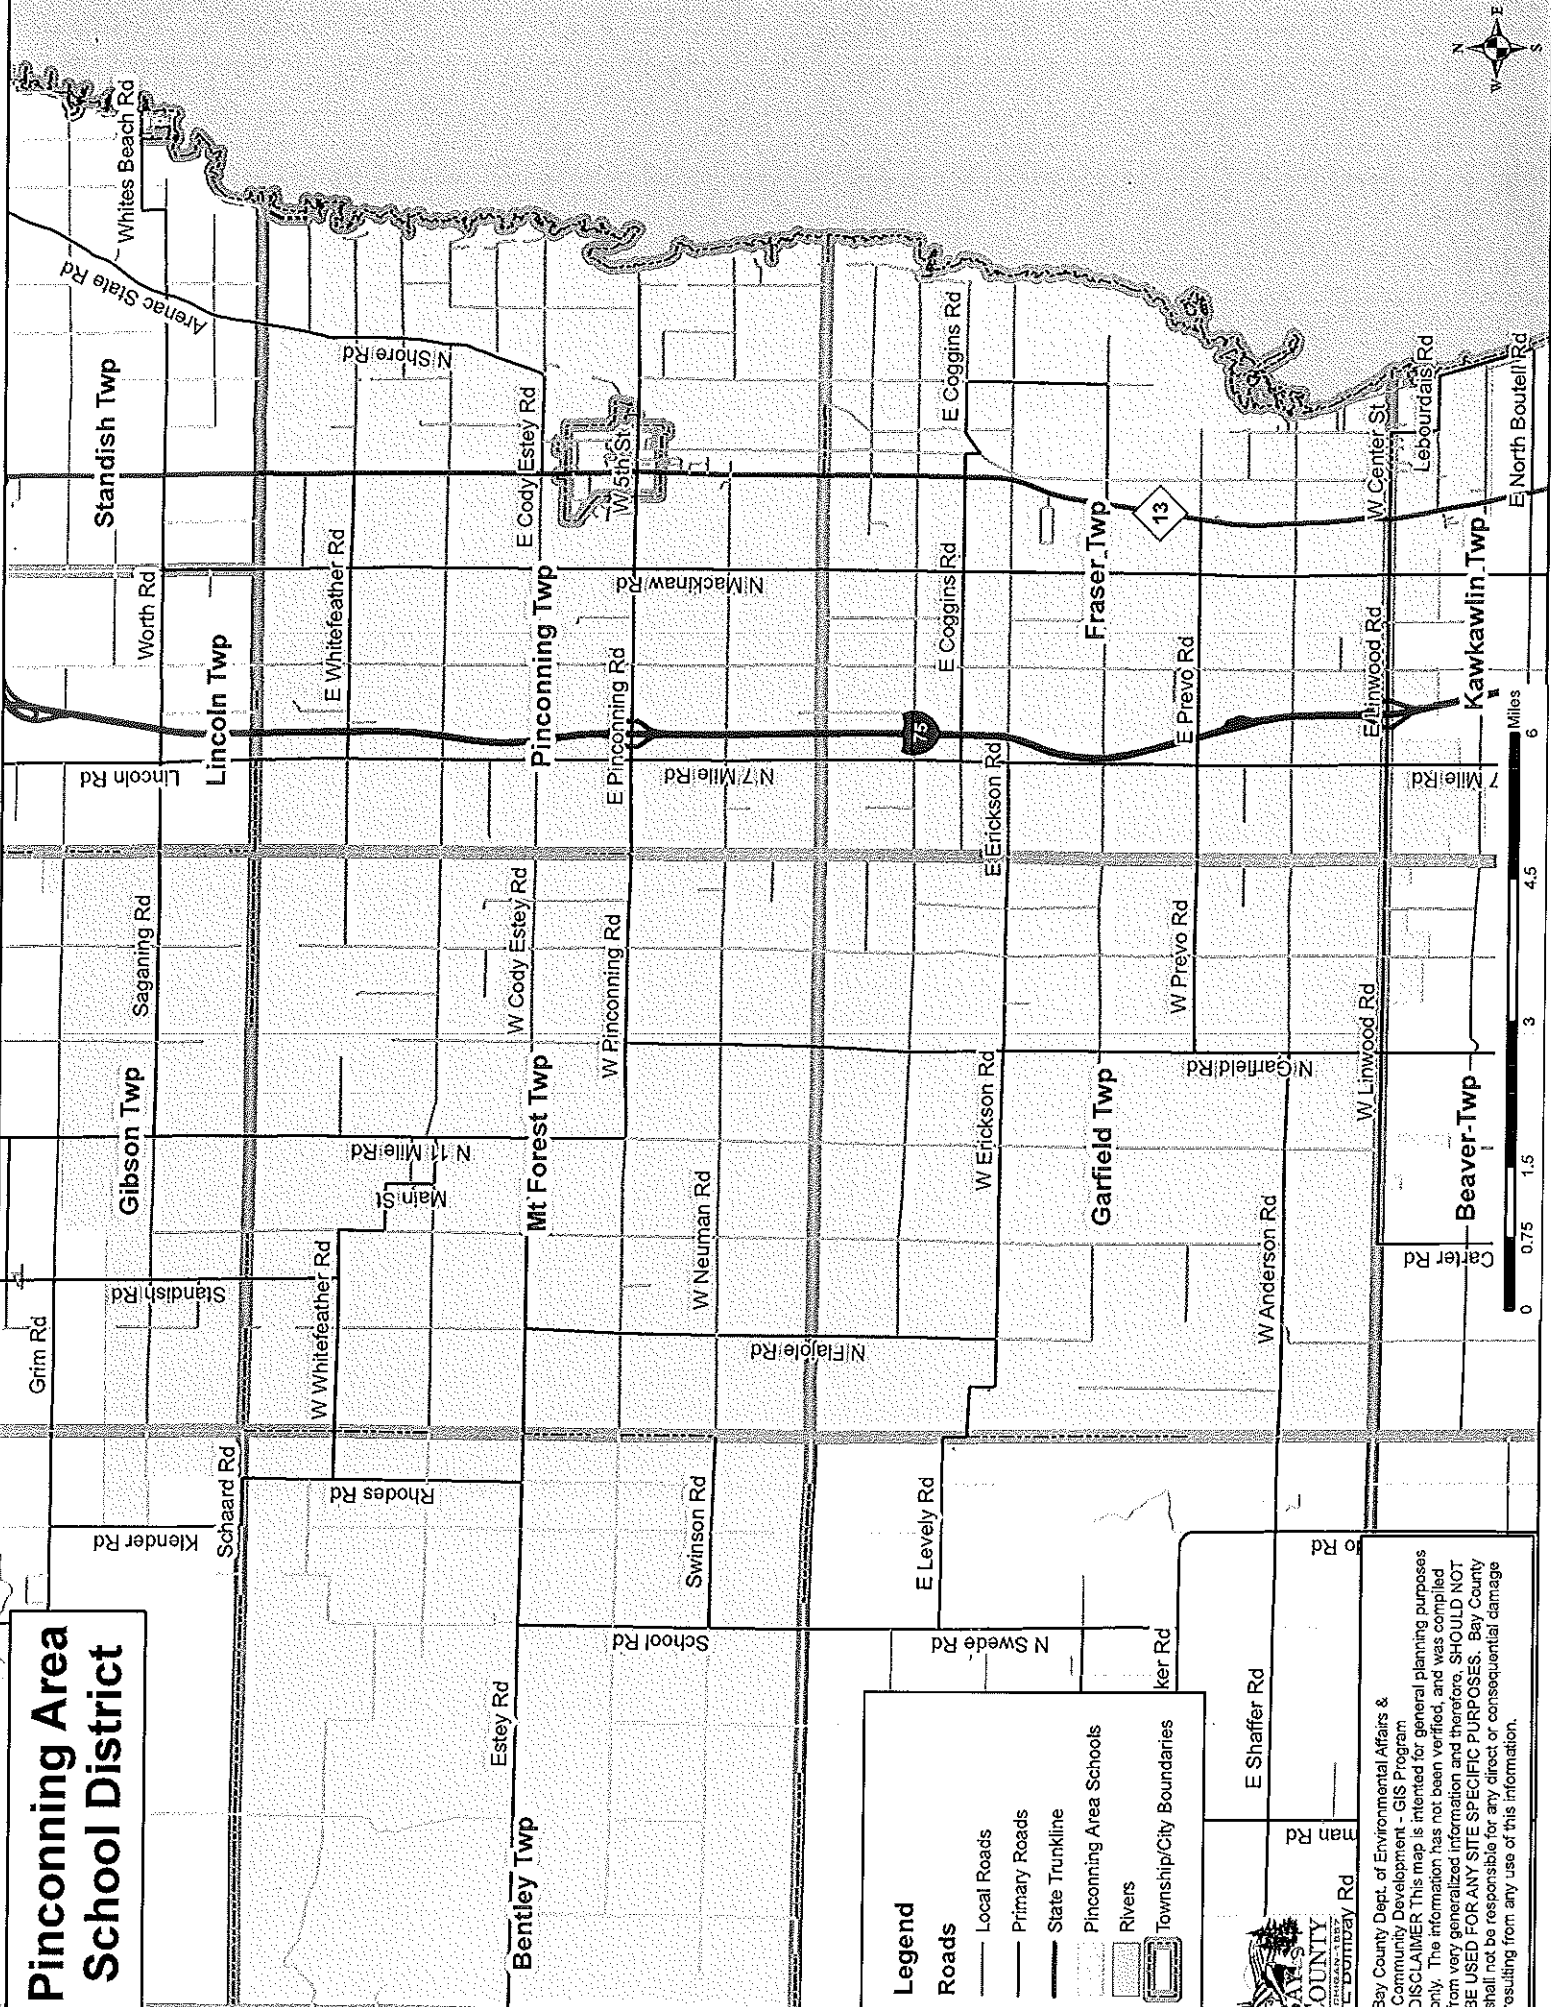 Pinconning Area
School District
Standish Twp
Lincoln Twp
Gibson Twp
Pinconning Twp
Mt Forest Twp
Bentley Twp
Fraser Twp
Garfield Twp
Kawkawlin Twp
Beaver Twp
Whites Beach Rd
Arenac State Rd
Worth Rd
Lincoln Rd
Saganing Rd
Standish Rd
Grim Rd
Klender Rd
Schaard Rd
N Shore Rd
E Whitefeather Rd
W Whitefeather Rd
N 11 Mile Rd
Main St
Rhodes Rd
E Cody Estey Rd
W Cody Estey Rd
Estey Rd
W 5th St
E Pinconning Rd
W Pinconning Rd
N Mackinaw Rd
N 7 Mile Rd
W Neuman Rd
Swinson Rd
School Rd
N Flajole Rd
75
E Coggins Rd
E Coggins Rd
E Erickson Rd
W Erickson Rd
E Levely Rd
N Swede Rd
13
E Prevo Rd
W Prevo Rd
N Garfield Rd
ker Rd
W Anderson Rd
E Shaffer Rd
W Center St
E Linwood Rd
W Linwood Rd
Lebourdais Rd
E North Boutell Rd
7 Mile Rd
Carter Rd
man Rd
N
W
E
S
0
0.75
1.5
3
4.5
6
Miles
Legend
Roads
Local Roads
Primary Roads
State Trunkline
Pinconning Area Schools
Rivers
Township/City Boundaries
Bay County Dept. of Environmental Affairs &
Community Development - GIS Program
DISCLAIMER This map is intended for general planning purposes
only. The information has not been verified, and was compiled
from very generalized information and therefore, SHOULD NOT
BE USED FOR ANY SITE SPECIFIC PURPOSES. Bay County
shall not be responsible for any direct or consequential damage
resulting from any use of this information.